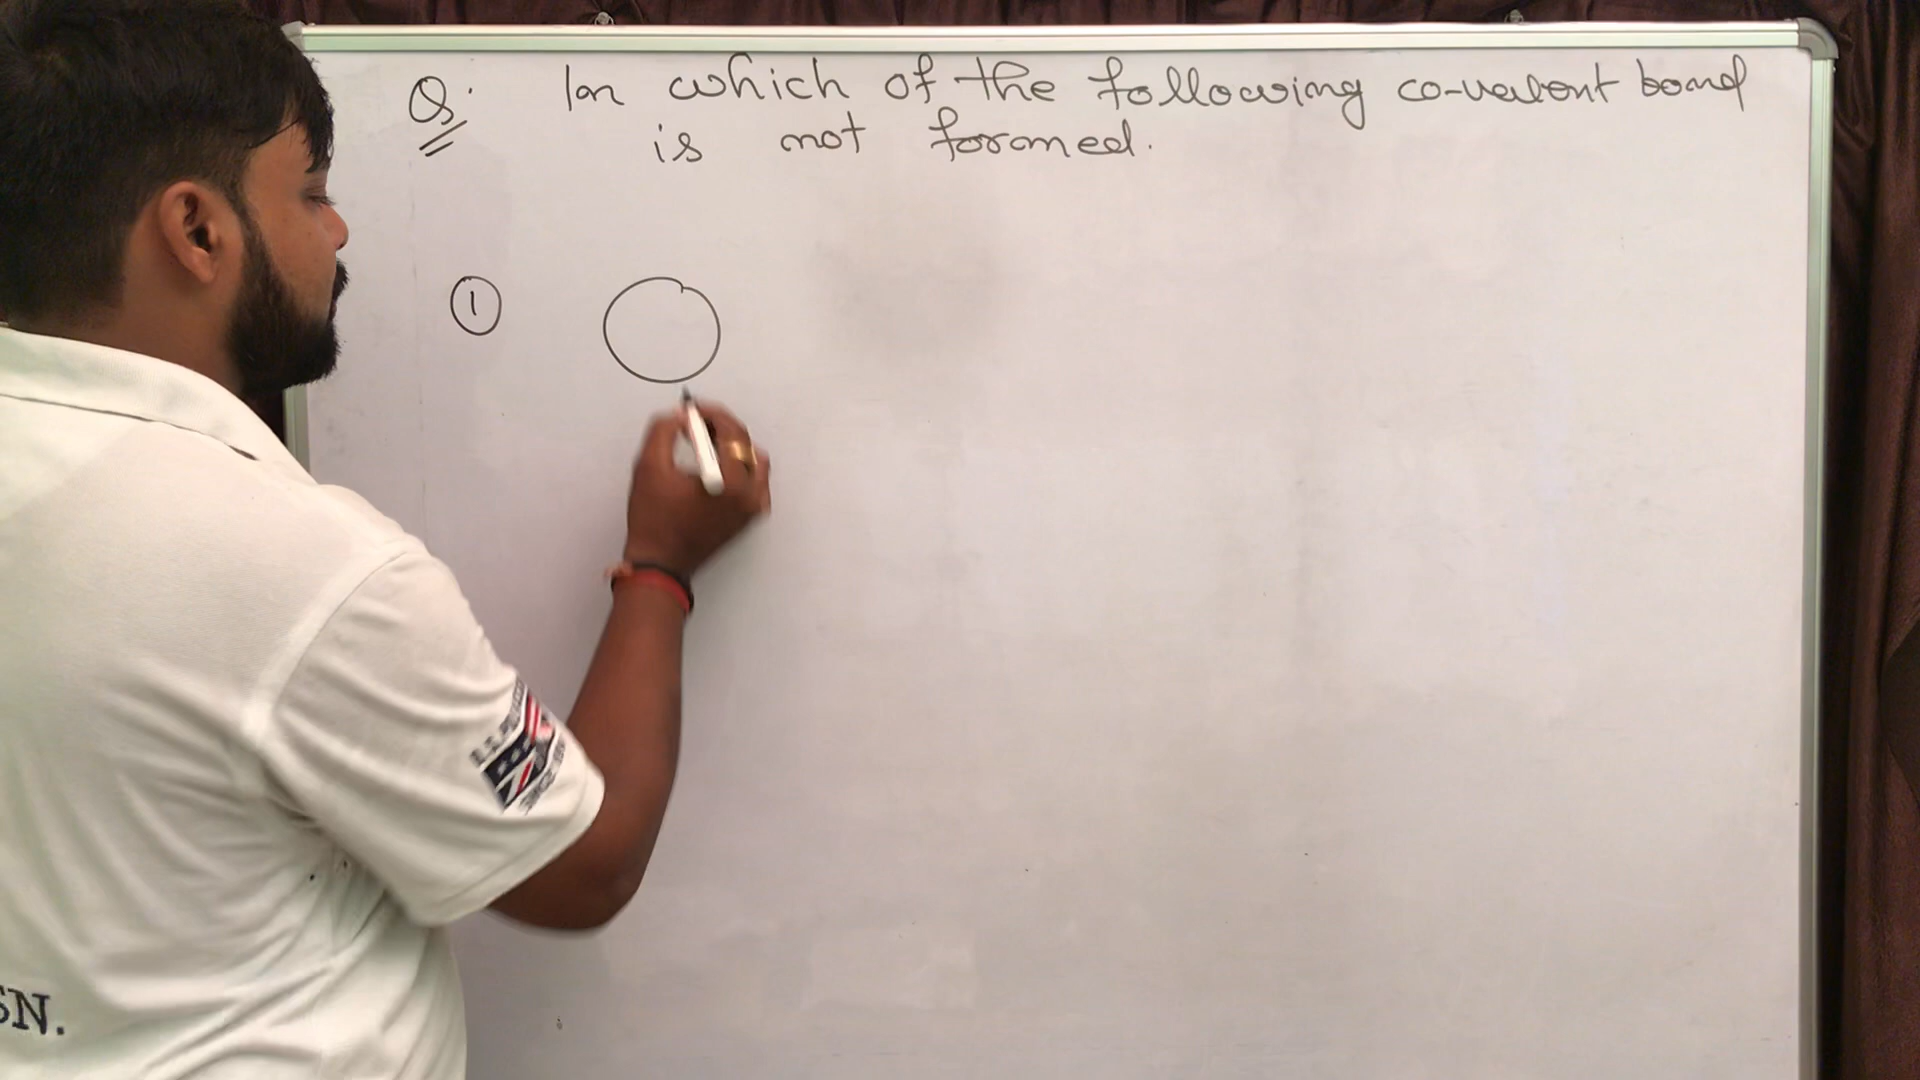 Q. In which of the following co-valent bond
is not formed.
1
SN.